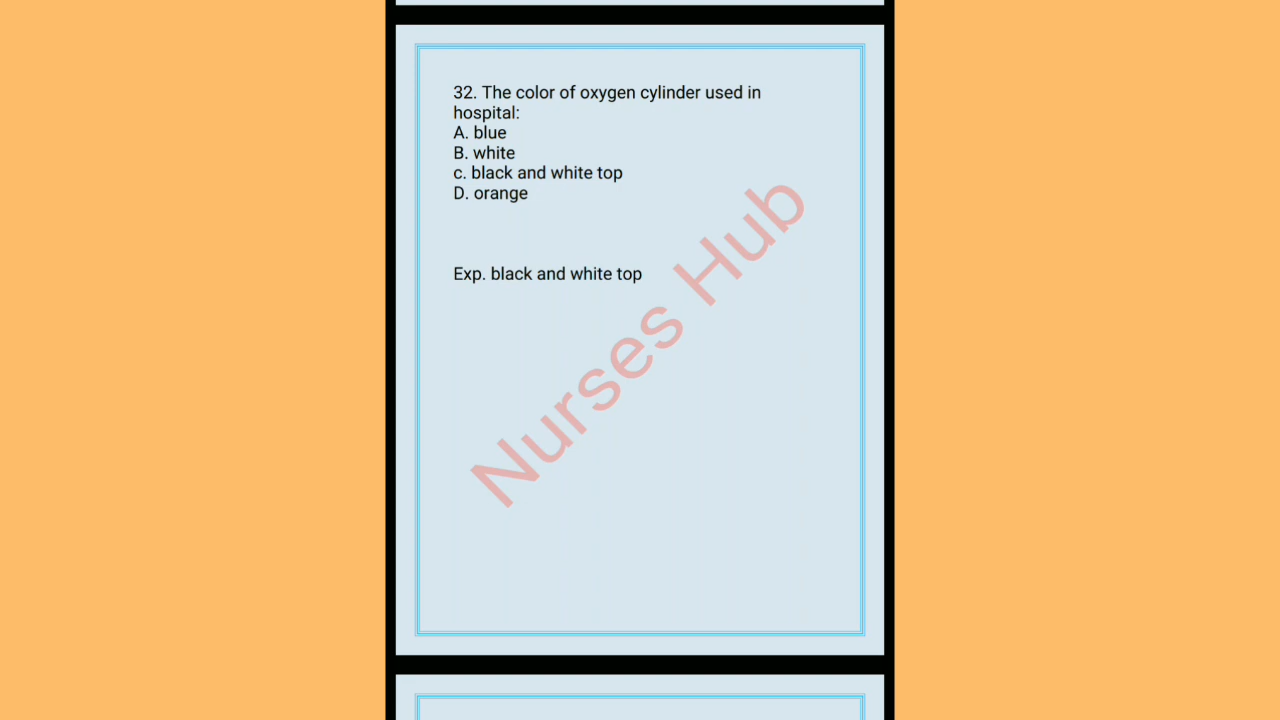 32. The color of oxygen cylinder used in
hospital:
A. blue
B. white
c. black and white top
D. orange
Exp. black and white top
Nurses Hub